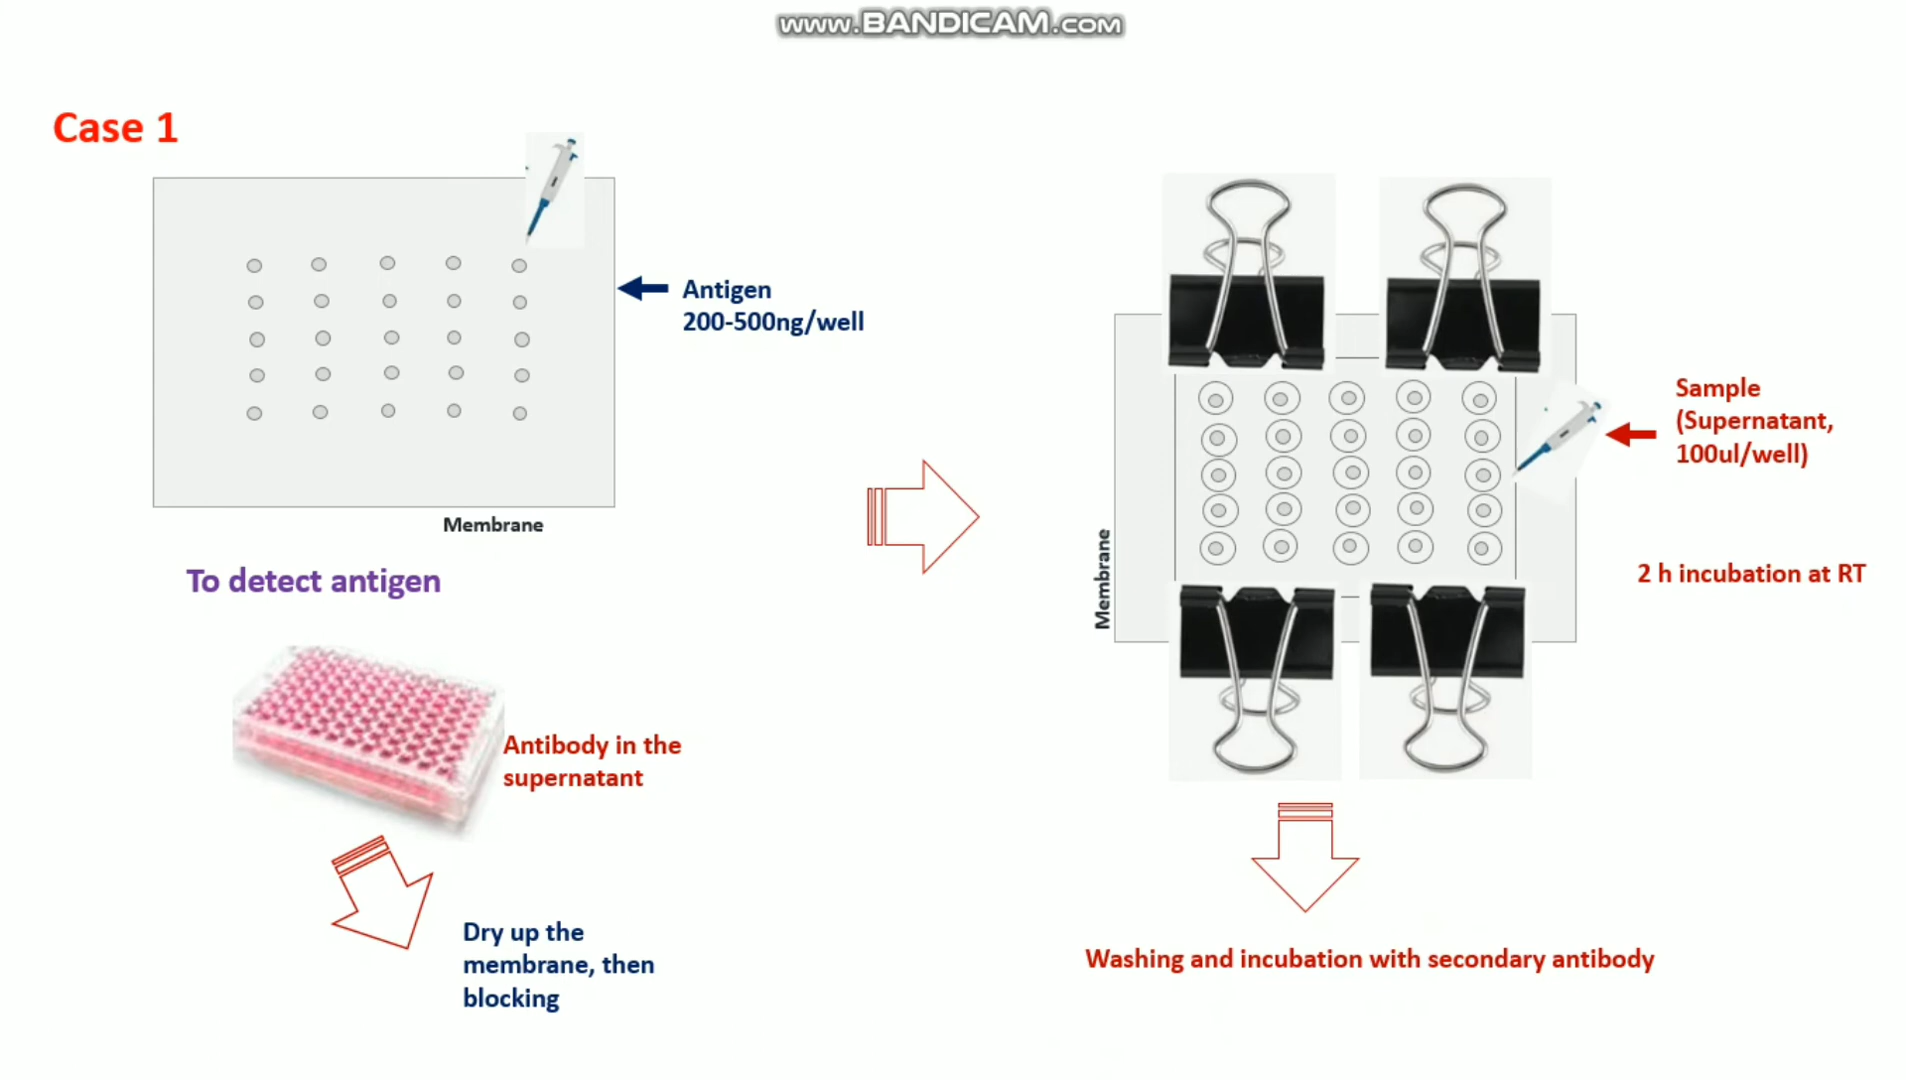 www.BANDICAM.com
Case 1
Antigen
200-500ng/well
Membrane
To detect antigen
Antibody in the
supernatant
Dry up the
membrane, then
blocking
Membrane
Sample
(Supernatant,
100ul/well)
2 h incubation at RT
Washing and incubation with secondary antibody